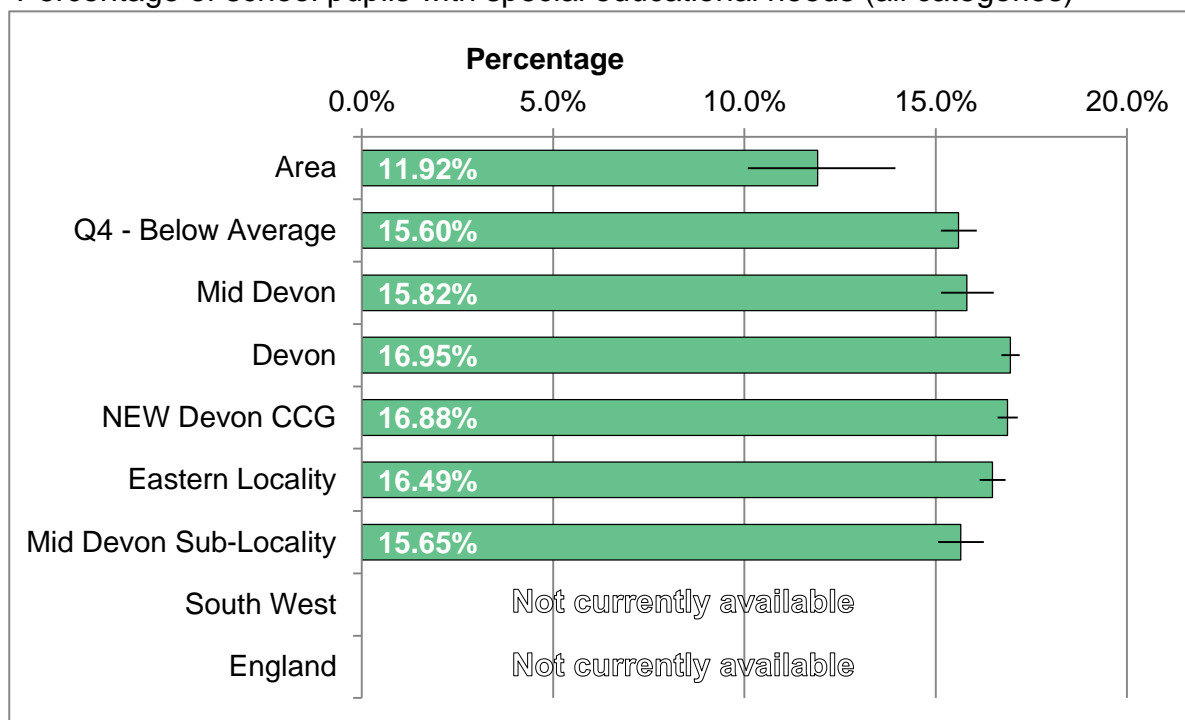 Percentage of school pupils with special educational needs (all categories)
Percentage
0.0% 5.0% 10.0% 15.0% 20.0%
Area 11.92%
Q4 - Below Average 15.60%
Mid Devon 15.82%
Devon 16.95%
NEW Devon CCG 16.88%
Eastern Locality 16.49%
Mid Devon Sub-Locality 15.65%
South West Not currently available
England Not currently available